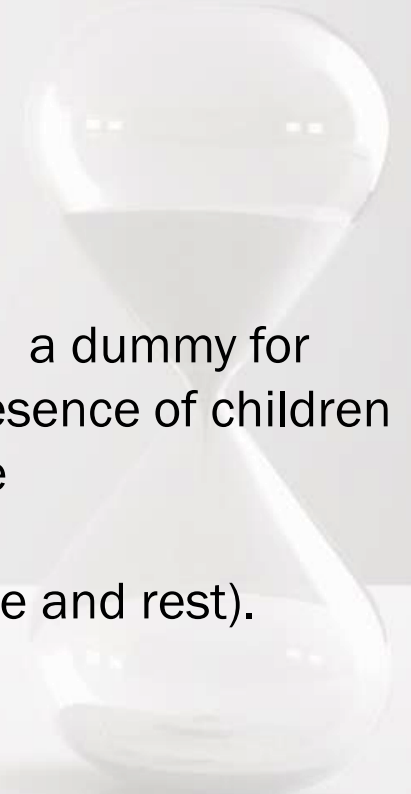 a dummy for
esence of children
e
e and rest).